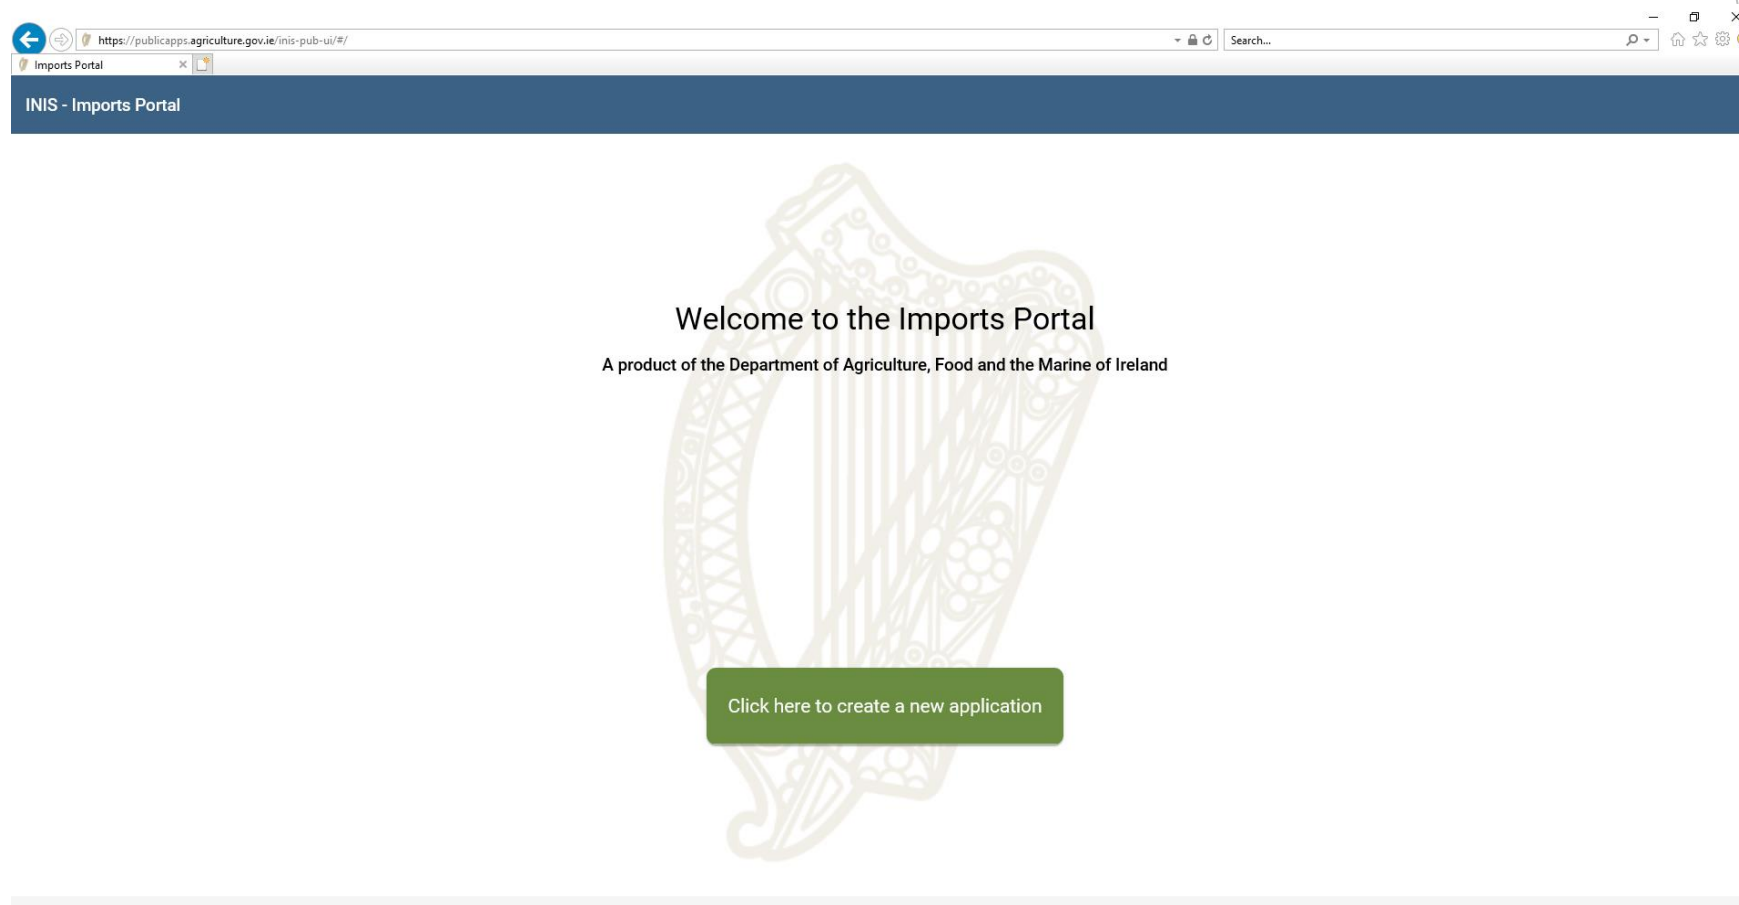 https://publicapps.agriculture.gov.ie/inis-pub-ui/#/
Search...
Imports Portal
INIS - Imports Portal
Welcome to the Imports Portal
A product of the Department of Agriculture, Food and the Marine of Ireland
Click here to create a new application